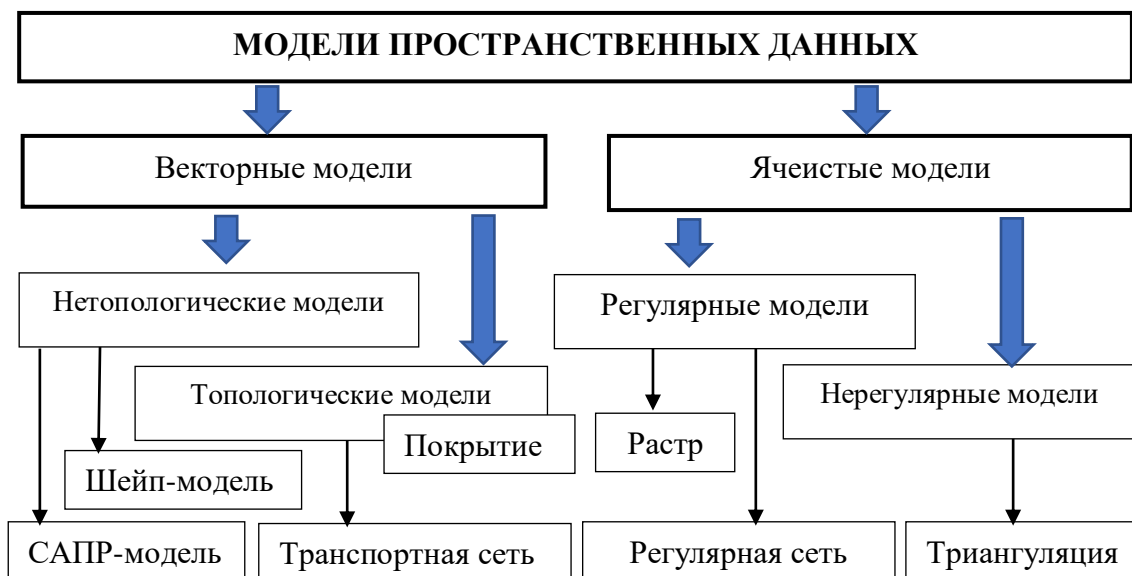 МОДЕЛИ ПРОСТРАНСТВЕННЫХ ДАННЫХ
Векторные модели
Ячеистые модели
Нетопологические модели
Регулярные модели
Топологические модели
Нерегулярные модели
Покрытие
Растр
Шейп-модель
САПР-модель
Транспортная сеть
Регулярная сеть
Триангуляция